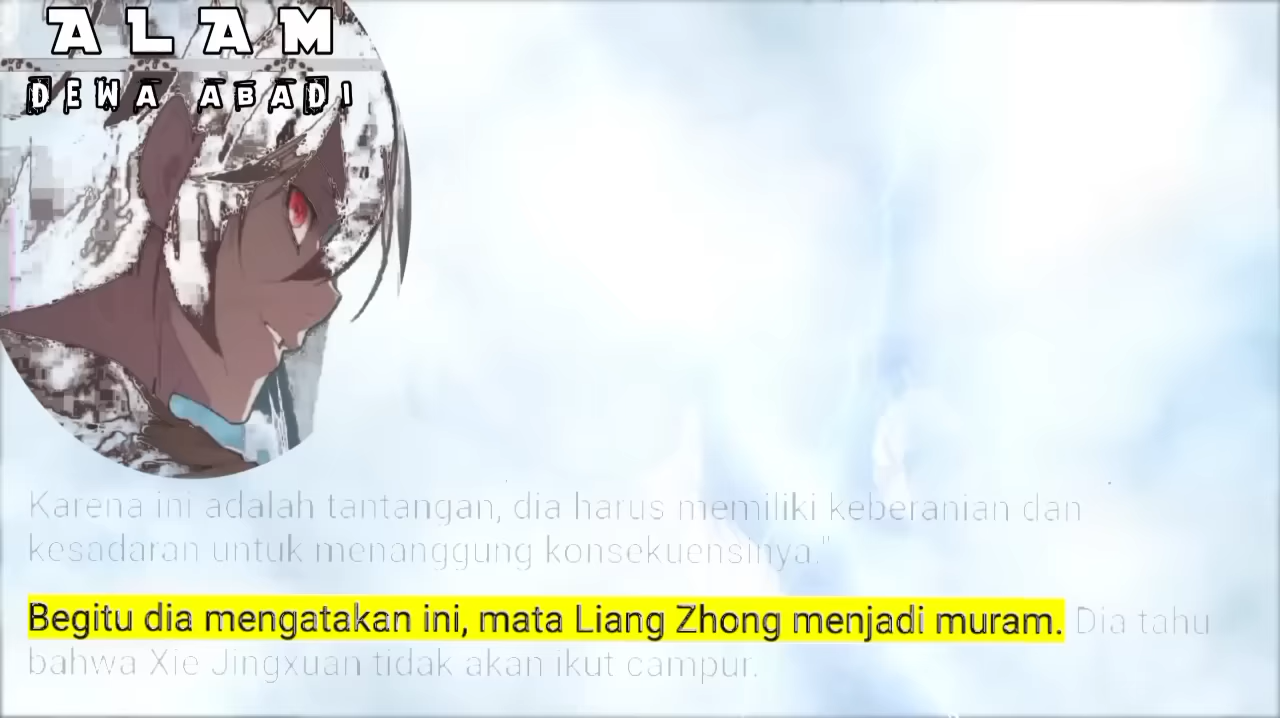 ALAM
DEWA ABADI
Karena ini adalah tantangan, dia harus memiliki keberanian dan
kesadaran untuk menanggung konsekuensinya."
Begitu dia mengatakan ini, mata Liang Zhong menjadi muram. Dia tahu
bahwa Xie Jingxuan tidak akan ikut campur.